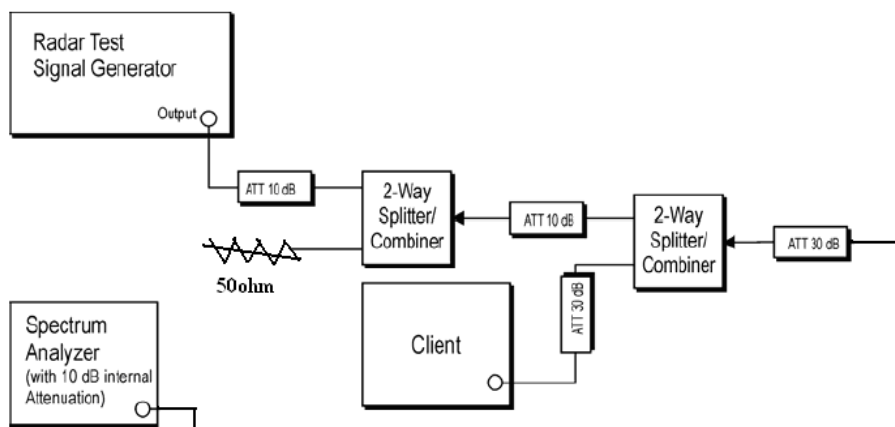 Radar Test
Signal Generator
Output
ATT 10 dB
2-Way
Splitter/
Combiner
ATT 10 dB
2-Way
Splitter/
Combiner
ATT 30 dB
50ohm
ATT 30 dB
Client
Spectrum
Analyzer
(with 10 dB internal
Attenuation)